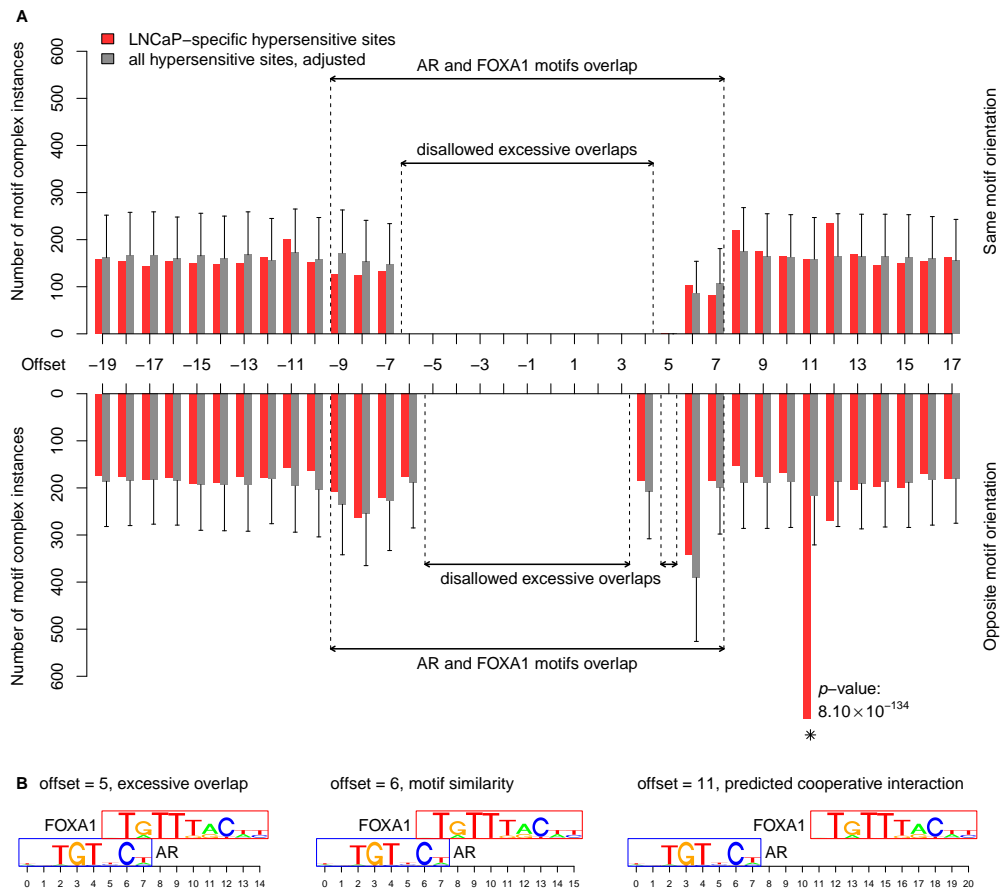 A
LNCaP−specific hypersensitive sites
all hypersensitive sites, adjusted
AR and FOXA1 motifs overlap
disallowed excessive overlaps
Number of motif complex instances
0 100 200 300 400 500 600
Same motif orientation
Offset −19 −17 −15 −13 −11 −9 −7 −5 −3 −1 1 3 5 7 9 11 13 15 17
Number of motif complex instances
0 100 200 300 400 500 600
Opposite motif orientation
disallowed excessive overlaps
AR and FOXA1 motifs overlap
p−value:
8.10×10−134
*
B
offset = 5, excessive overlap
FOXA1 TGTTTAC
TGT C AR
0 1 2 3 4 5 6 7 8 9 10 11 12 13 14
offset = 6, motif similarity
FOXA1 TGTTTAC
TGT C AR
0 1 2 3 4 5 6 7 8 9 10 11 12 13 14 15
offset = 11, predicted cooperative interaction
FOXA1 TGTTTAC
TGT C AR
0 1 2 3 4 5 6 7 8 9 10 11 12 13 14 15 16 17 18 19 20